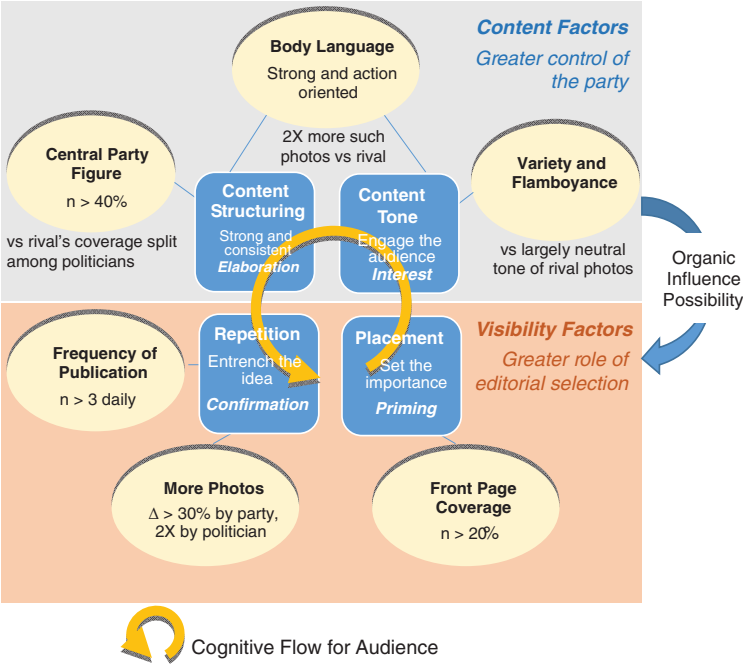 Content Factors
Greater control of
the party
Body Language
Strong and action
oriented
2X more such
photos vs rival
Central Party
Figure
n > 40%
vs rival's coverage split
among politicians
Content
Structuring
Strong and
consistent
Elaboration
Content
Tone
Engage the
audience
Interest
Variety and
Flamboyance
vs largely neutral
tone of rival photos
Organic
Influence
Possibility
Visibility Factors
Greater role of
editorial selection
Frequency of
Publication
n > 3 daily
Repetition
Entrench the
idea
Confirmation
Placement
Set the
importance
Priming
More Photos
Δ > 30% by party,
2X by politician
Front Page
Coverage
n > 20%
Cognitive Flow for Audience